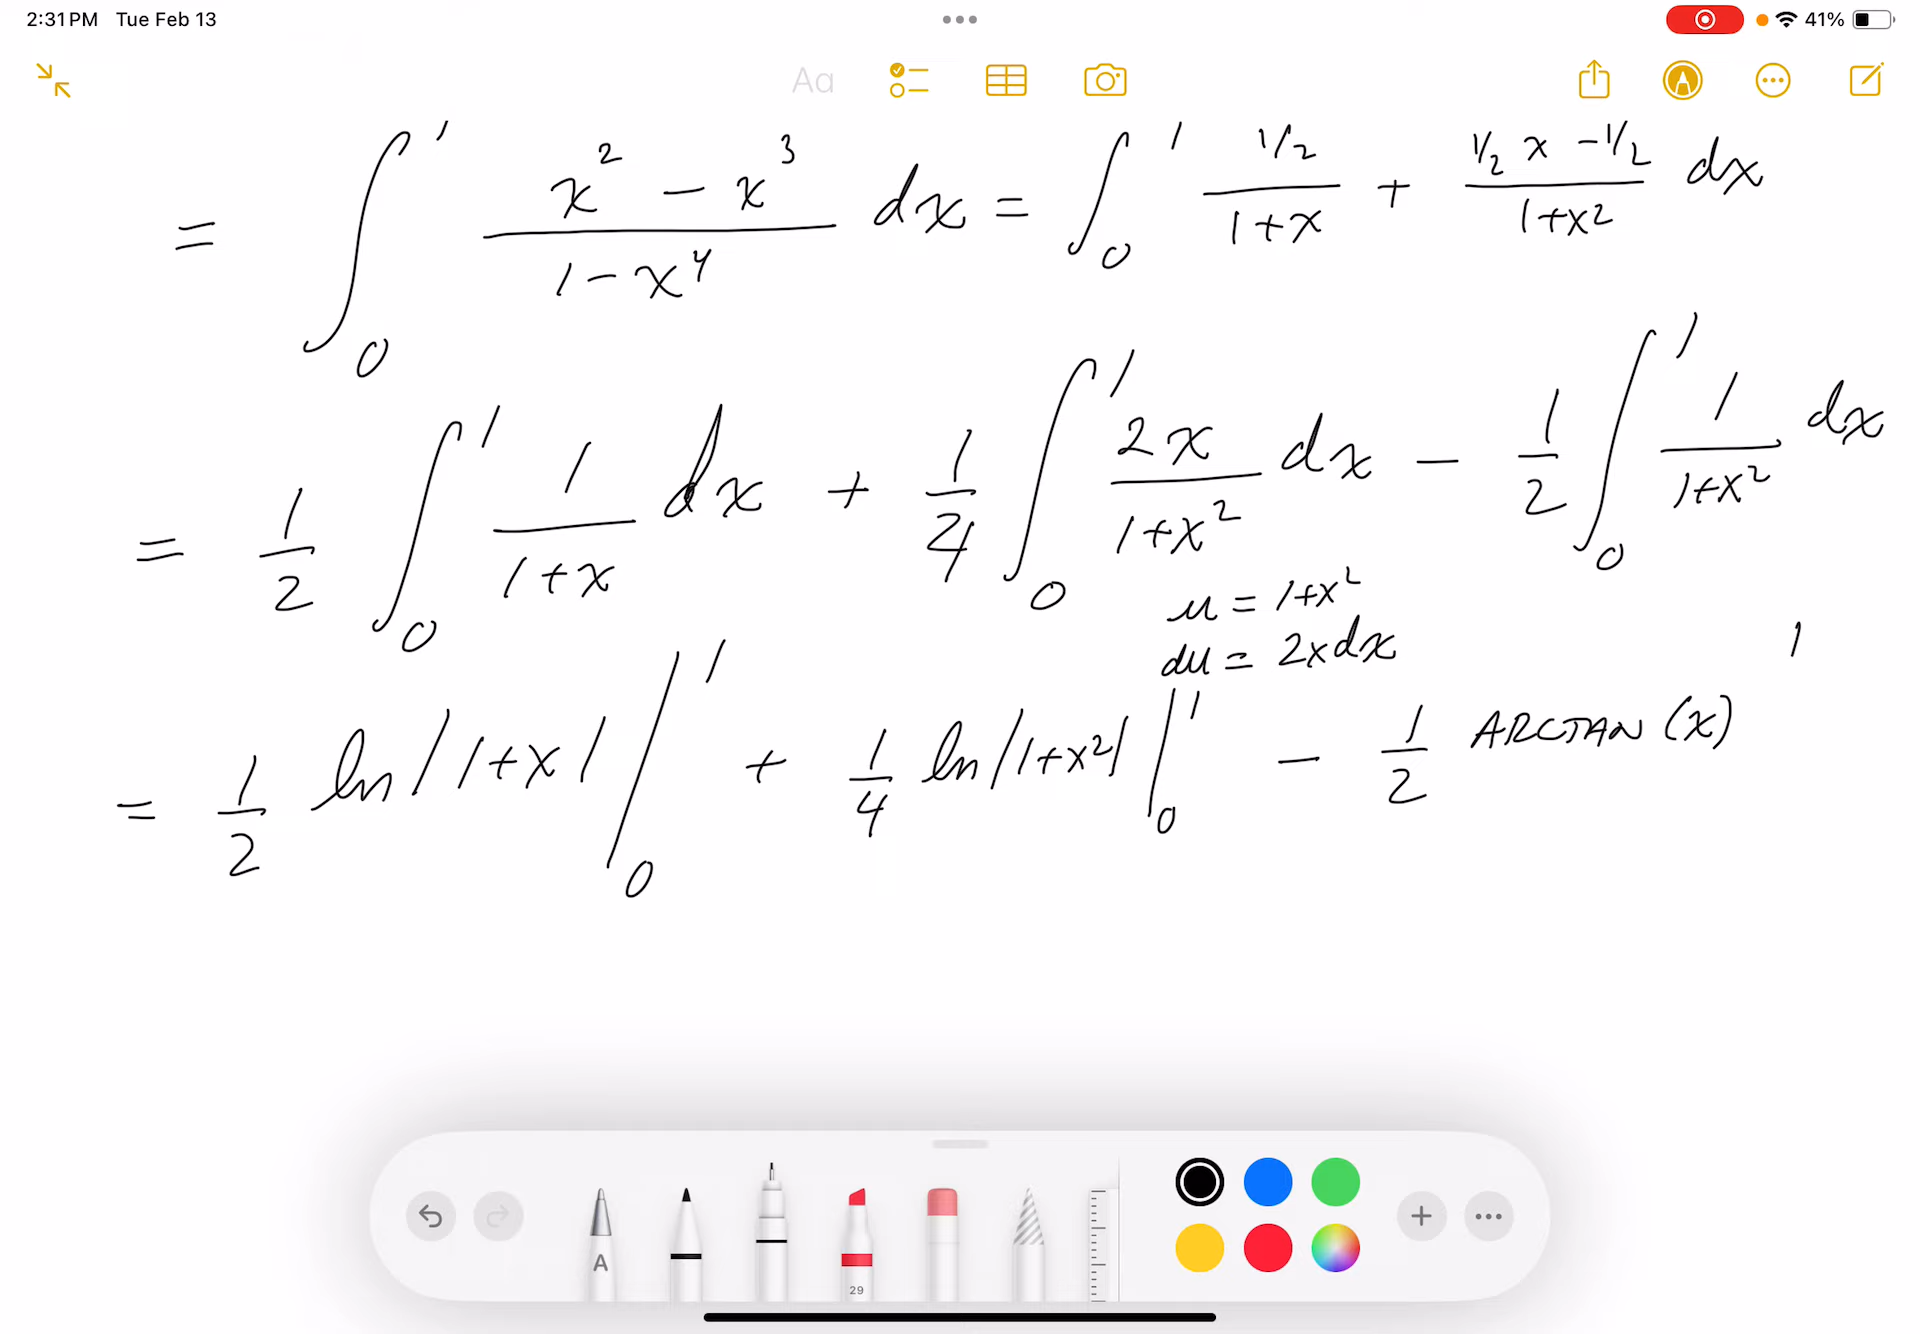 2:31 PM Tue Feb 13 41%
Aa
= ∫₀¹ (x² − x³)/(1 − x⁴) dx = ∫₀¹ (1/2)/(1+x) + (1/2 x − 1/2)/(1+x²) dx
= 1/2 ∫₀¹ 1/(1+x) dx + 1/4 ∫₀¹ 2x/(1+x²) dx − 1/2 ∫₀¹ 1/(1+x²) dx
u = 1+x²
du = 2x dx
= 1/2 ln|1+x| |₀¹ + 1/4 ln|1+x²| |₀¹ − 1/2 ARCTAN (x) 1
A
29